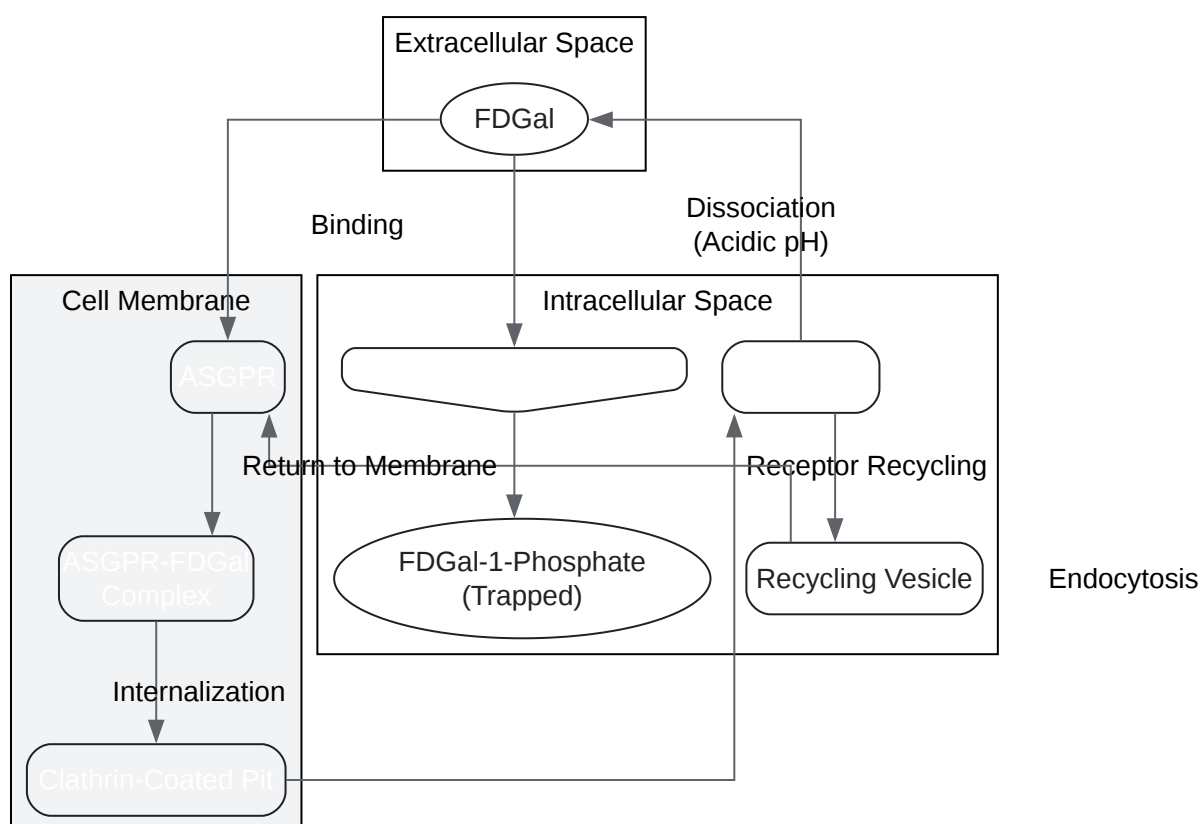 Extracellular Space
FDGal
Binding
Dissociation
(Acidic pH)
Cell Membrane
Intracellular Space
ASGPR
Return to Membrane
Receptor Recycling
ASGPR-FDGal
Complex
FDGal-1-Phosphate
(Trapped)
Recycling Vesicle
Endocytosis
Internalization
Clathrin-Coated Pit